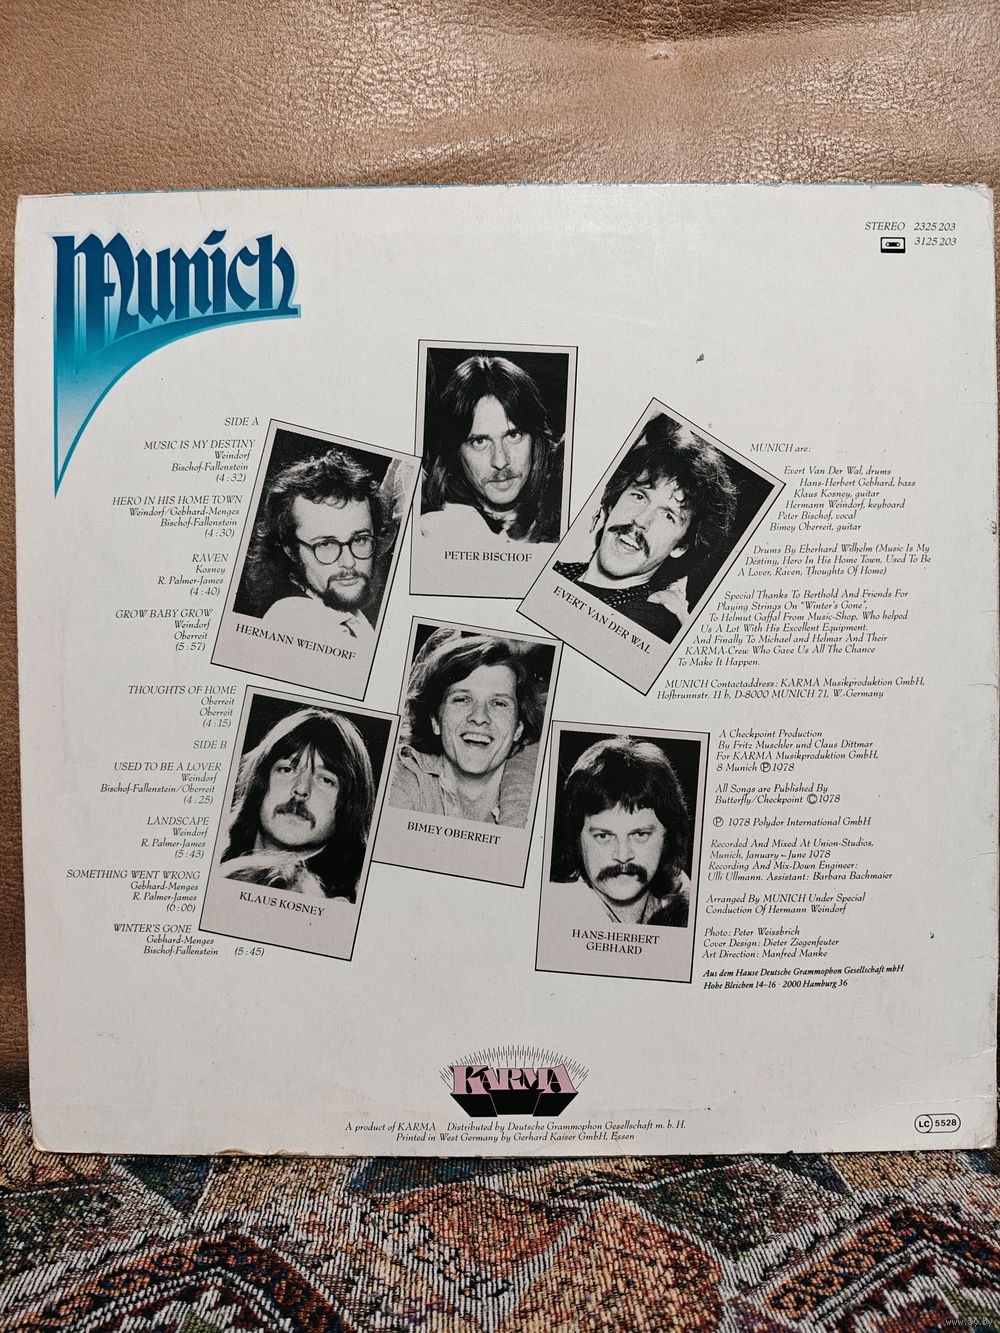 Munich
STEREO 2325 203
3125 203
SIDE A
MUSIC IS MY DESTINY
Weindorf
Bischof-Fallenstein
(4:32)
HERO IN HIS HOME TOWN
Weindorf/Gebhard-Menges
Bischof-Fallenstein
(4:30)
RAVEN
Kosney
R. Palmer-James
(4:40)
GROW BABY GROW
Weindorf
Oberreit
(5:57)
THOUGHTS OF HOME
Oberreit
Oberreit
(4:15)
SIDE B
USED TO BE A LOVER
Weindorf
Bischof-Fallenstein/Oberreit
(4:25)
LANDSCAPE
Weindorf
R. Palmer-James
(5:43)
SOMETHING WENT WRONG
Gebhard-Menges
R. Palmer-James
(6:06)
WINTER'S GONE
Gebhard-Menges
Bischof-Fallenstein (5:45)
PETER BISCHOF
HERMANN WEINDORF
EVERT VAN DER WAL
BIMEY OBERREIT
KLAUS KOSNEY
HANS-HERBERT
GEBHARD
MUNICH are:
Evert Van Der Wal, drums
Hans-Herbert Gebhard, bass
Klaus Kosney, guitar
Hermann Weindorf, keyboard
Peter Bischof, vocal
Bimey Oberreit, guitar
Drums By Eberhard Wilhelm (Music Is My
Destiny, Hero In His Home Town, Used To Be
A Lover, Raven, Thoughts Of Home)
Special Thanks To Berthold And Friends For
Playing Strings On "Winter's Gone",
To Helmut Gaffal From Music-Shop, Who helped
Us A Lot With His Excellent Equipment.
And Finally To Michael and Helmar And Their
KARMA-Crew Who Gave Us All The Chance
To Make It Happen.
MUNICH Contactaddress: KARMA Musikproduktion GmbH,
Hofbrunnstr. 11 b, D-8000 MUNICH 71, W.-Germany
A Checkpoint Production
By Fritz Muschler und Claus Dittmar
For KARMA Musikproduktion GmbH,
8 Munich Ⓟ 1978
All Songs are Published By
Butterfly/Checkpoint © 1978
Ⓟ 1978 Polydor International GmbH
Recorded And Mixed At Union-Studios,
Munich, January–June 1978
Recording And Mix-Down Engineer:
Ulli Ullmann. Assistant: Barbara Bachmaier
Arranged By MUNICH Under Special
Conduction Of Hermann Weindorf
Photo: Peter Weissbrich
Cover Design: Dieter Ziegenfeuter
Art Direction: Manfred Manke
Aus dem Hause Deutsche Grammophon Gesellschaft mbH
Hohe Bleichen 14–16 · 2000 Hamburg 36
KARMA
A product of KARMA Distributed by Deutsche Grammophon Gesellschaft m. b. H.
Printed in West Germany by Gerhard Kaiser GmbH, Essen
LC 5528
www.ay.by